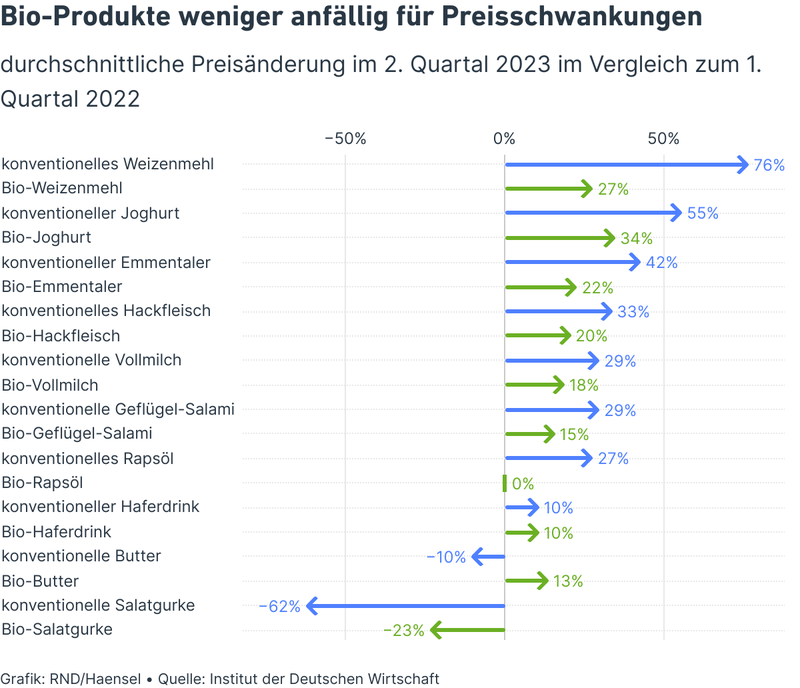 Bio-Produkte weniger anfällig für Preisschwankungen
durchschnittliche Preisänderung im 2. Quartal 2023 im Vergleich zum 1.
Quartal 2022
−50% 0% 50%
konventionelles Weizenmehl 76%
Bio-Weizenmehl 27%
konventioneller Joghurt 55%
Bio-Joghurt 34%
konventioneller Emmentaler 42%
Bio-Emmentaler 22%
konventionelles Hackfleisch 33%
Bio-Hackfleisch 20%
konventionelle Vollmilch 29%
Bio-Vollmilch 18%
konventionelle Geflügel-Salami 29%
Bio-Geflügel-Salami 15%
konventionelles Rapsöl 27%
Bio-Rapsöl 0%
konventioneller Haferdrink 10%
Bio-Haferdrink 10%
konventionelle Butter −10%
Bio-Butter 13%
konventionelle Salatgurke −62%
Bio-Salatgurke −23%
Grafik: RND/Haensel • Quelle: Institut der Deutschen Wirtschaft